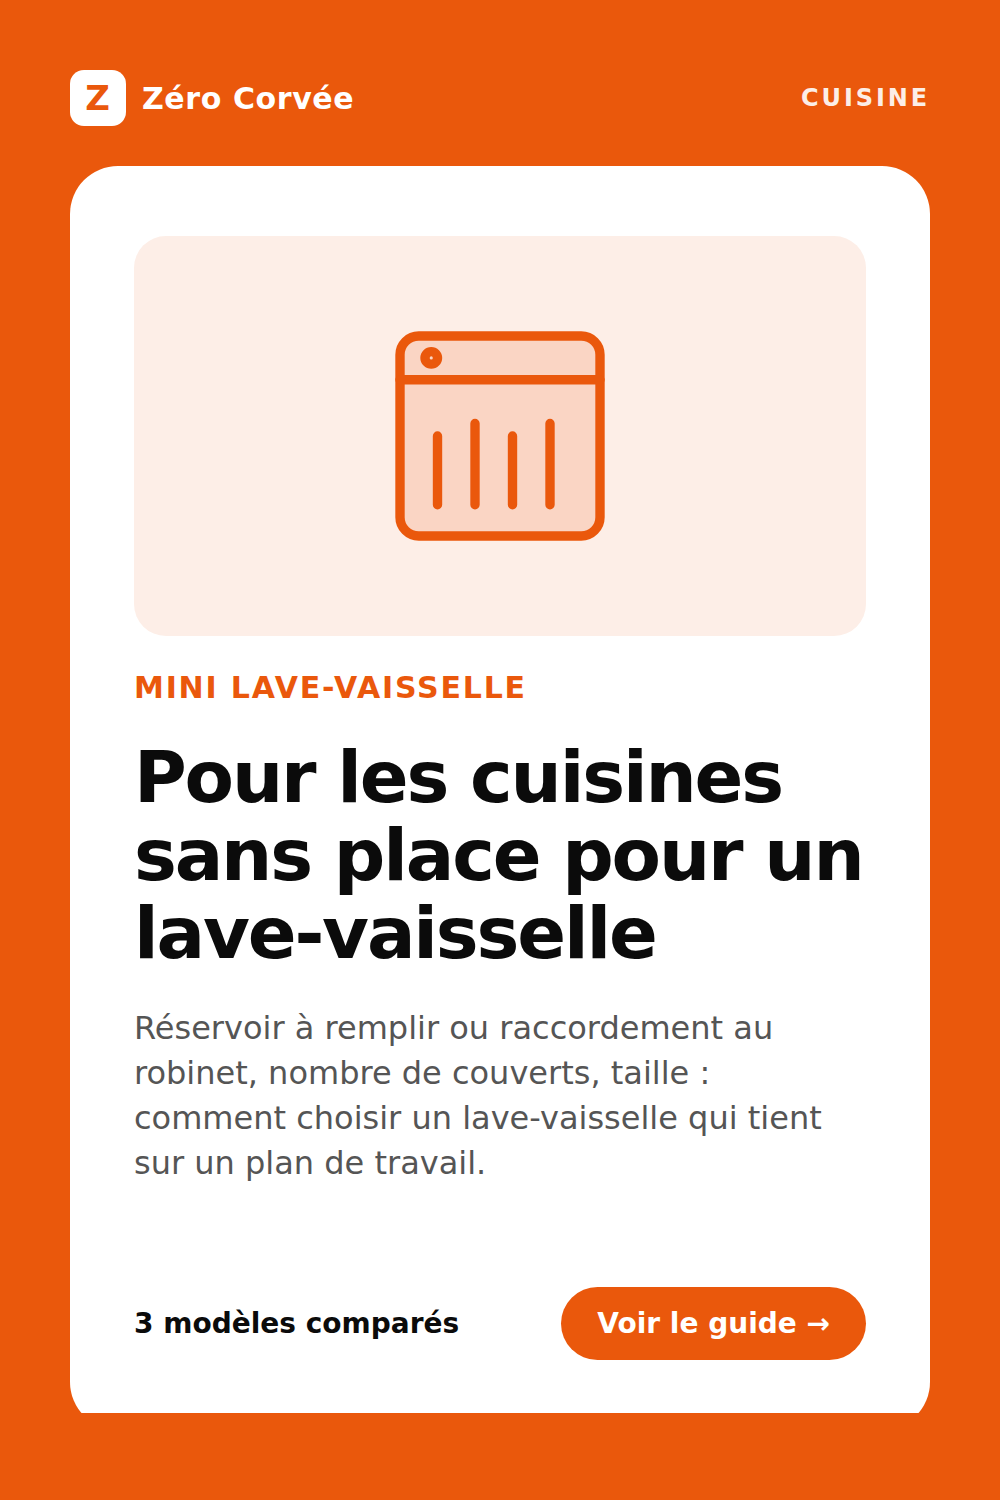 Z
Zéro Corvée
CUISINE
MINI LAVE-VAISSELLE
Pour les cuisines
sans place pour un
lave-vaisselle
Réservoir à remplir ou raccordement au
robinet, nombre de couverts, taille :
comment choisir un lave-vaisselle qui tient
sur un plan de travail.
3 modèles comparés
Voir le guide →